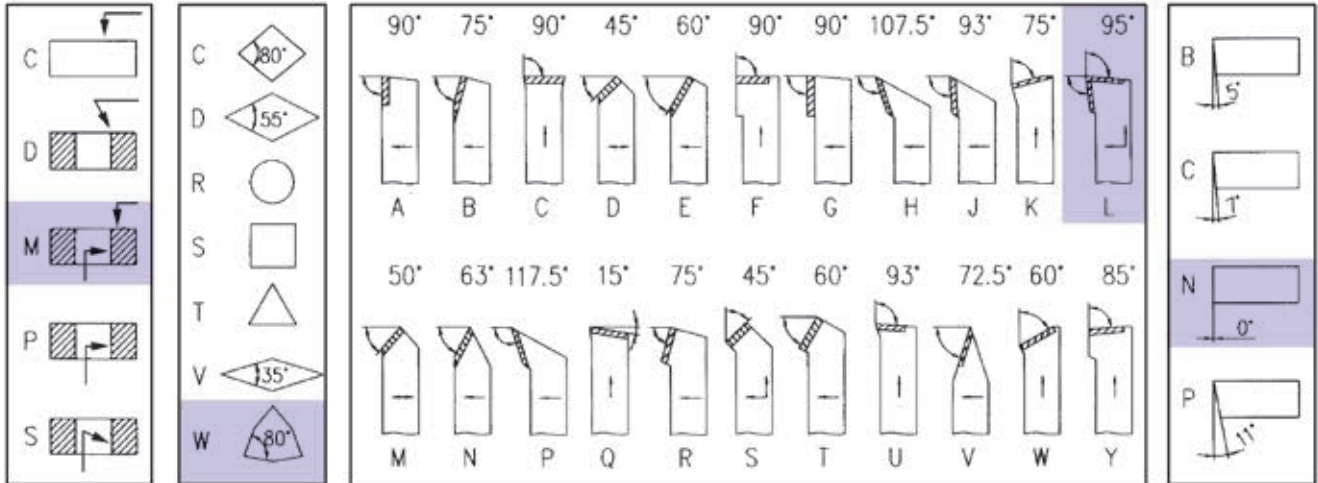 C
D
M
P
S
C 80°
D 55°
R
S
T
V 35°
W 80°
90° 75° 90° 45° 60° 90° 90° 107.5° 93° 75° 95°
A B C D E F G H J K L
50° 63° 117.5° 15° 75° 45° 60° 93° 72.5° 60° 85°
M N P Q R S T U V W Y
B
5°
C
7°
N
0°
P
11°